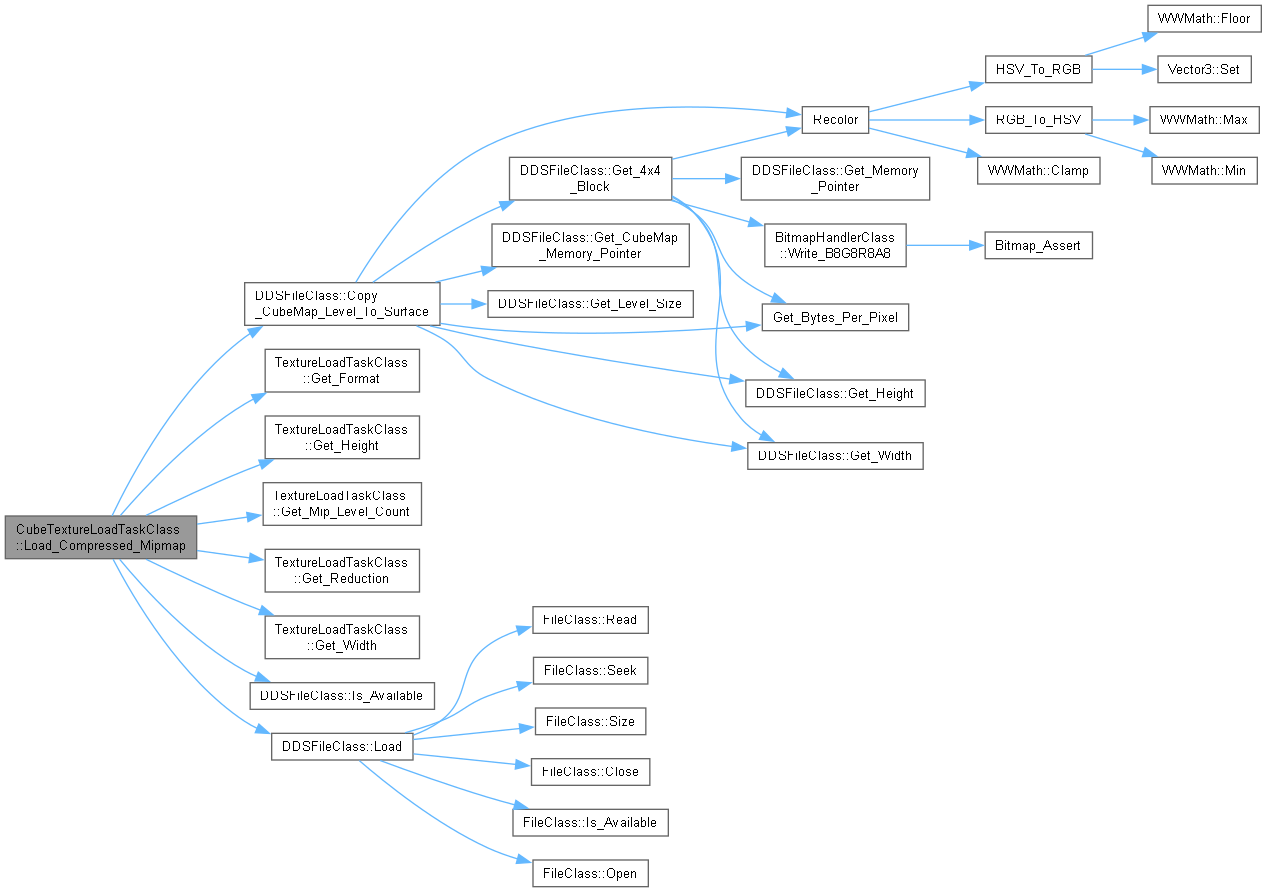 WWMath::Floor
HSV_To_RGB
Vector3::Set
Recolor
RGB_To_HSV
WWMath::Max
DDSFileClass::Get_4x4
_Block
DDSFileClass::Get_Memory
_Pointer
WWMath::Clamp
WWMath::Min
DDSFileClass::Get_CubeMap
_Memory_Pointer
BitmapHandlerClass
::Write_B8G8R8A8
Bitmap_Assert
DDSFileClass::Copy
_CubeMap_Level_To_Surface
DDSFileClass::Get_Level_Size
Get_Bytes_Per_Pixel
TextureLoadTaskClass
::Get_Format
DDSFileClass::Get_Height
TextureLoadTaskClass
::Get_Height
DDSFileClass::Get_Width
TextureLoadTaskClass
::Get_Mip_Level_Count
CubeTextureLoadTaskClass
::Load_Compressed_Mipmap
TextureLoadTaskClass
::Get_Reduction
TextureLoadTaskClass
::Get_Width
FileClass::Read
FileClass::Seek
DDSFileClass::Is_Available
FileClass::Size
DDSFileClass::Load
FileClass::Close
FileClass::Is_Available
FileClass::Open